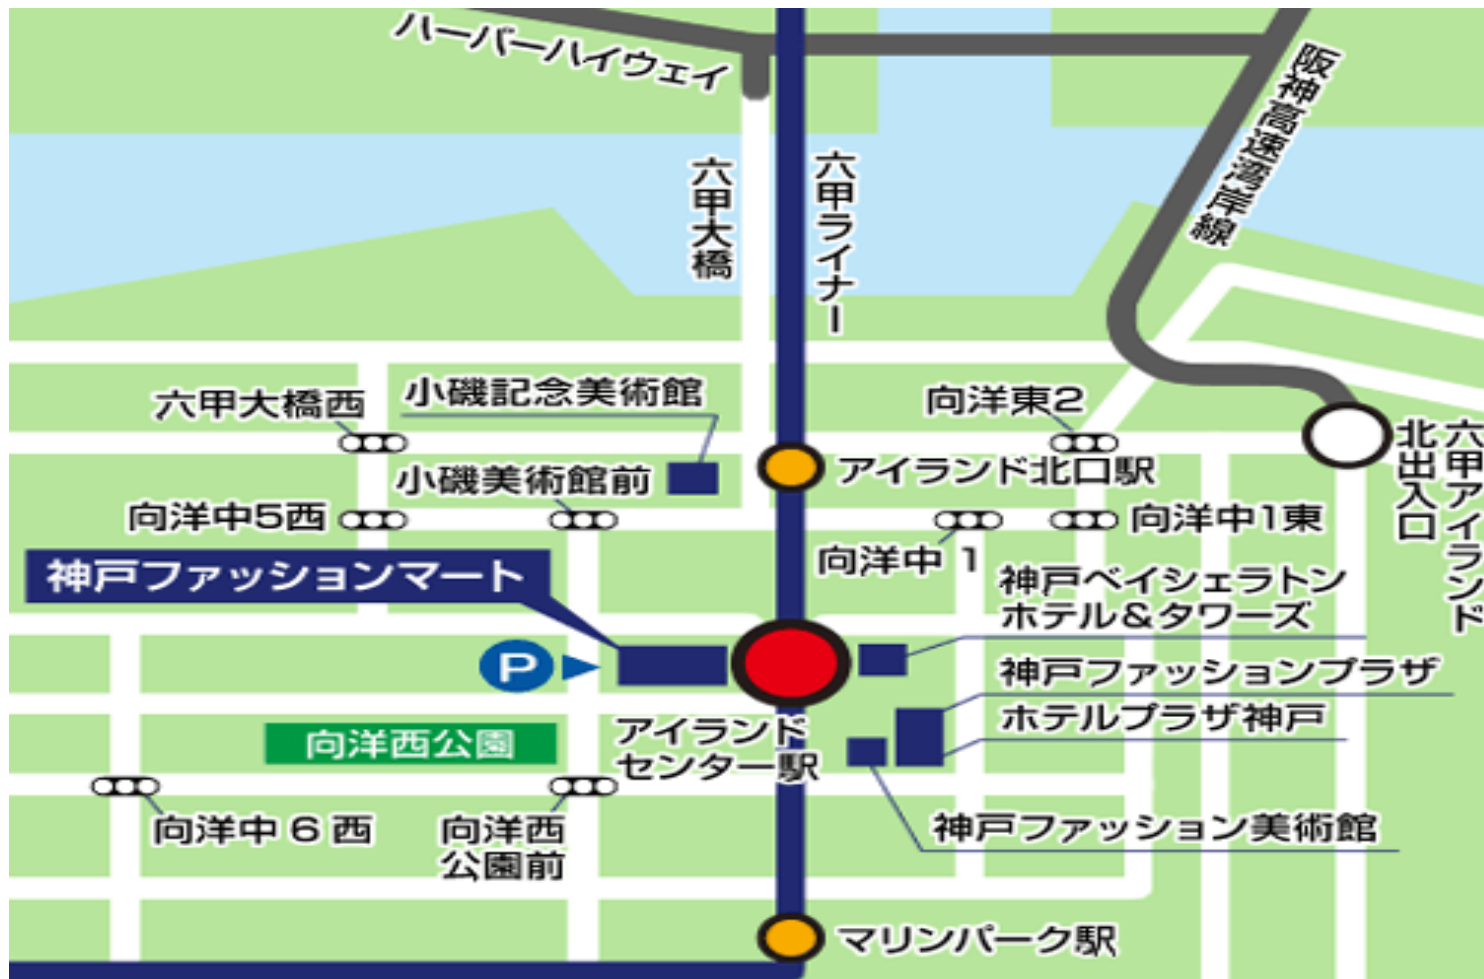 ハーバーハイウェイ
阪神高速湾岸線
六甲大橋
六甲ライナー
六甲大橋西
小磯記念美術館
向洋東2
六甲アイランド
北出入口
アイランド北口駅
小磯美術館前
向洋中5西
向洋中1
向洋中1東
神戸ファッションマート
神戸ベイシェラトン
ホテル&タワーズ
P
神戸ファッションプラザ
ホテルプラザ神戸
向洋西公園
アイランド
センター駅
向洋中6西
向洋西
公園前
神戸ファッション美術館
マリンパーク駅